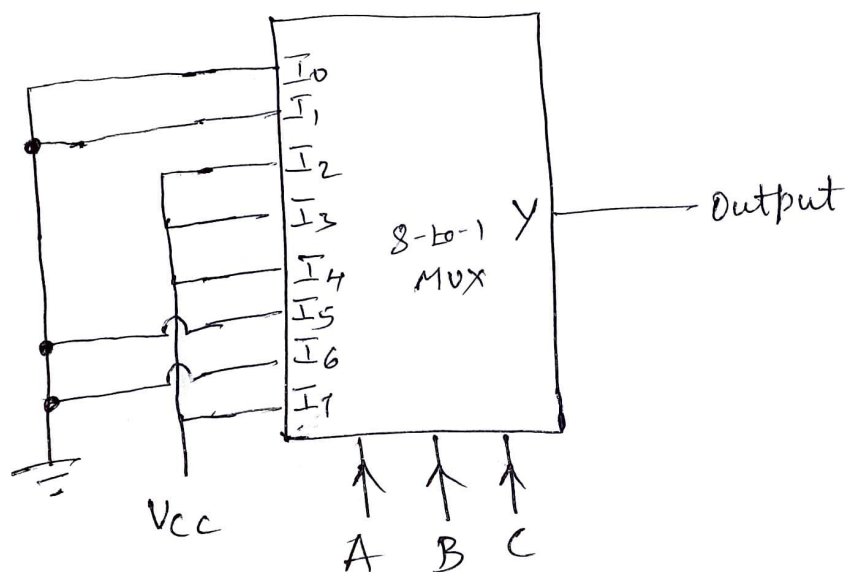 I0
I1
I2
I3
I4
I5
I6
I7
8-to-1
MUX
Y
Output
VCC
A B C